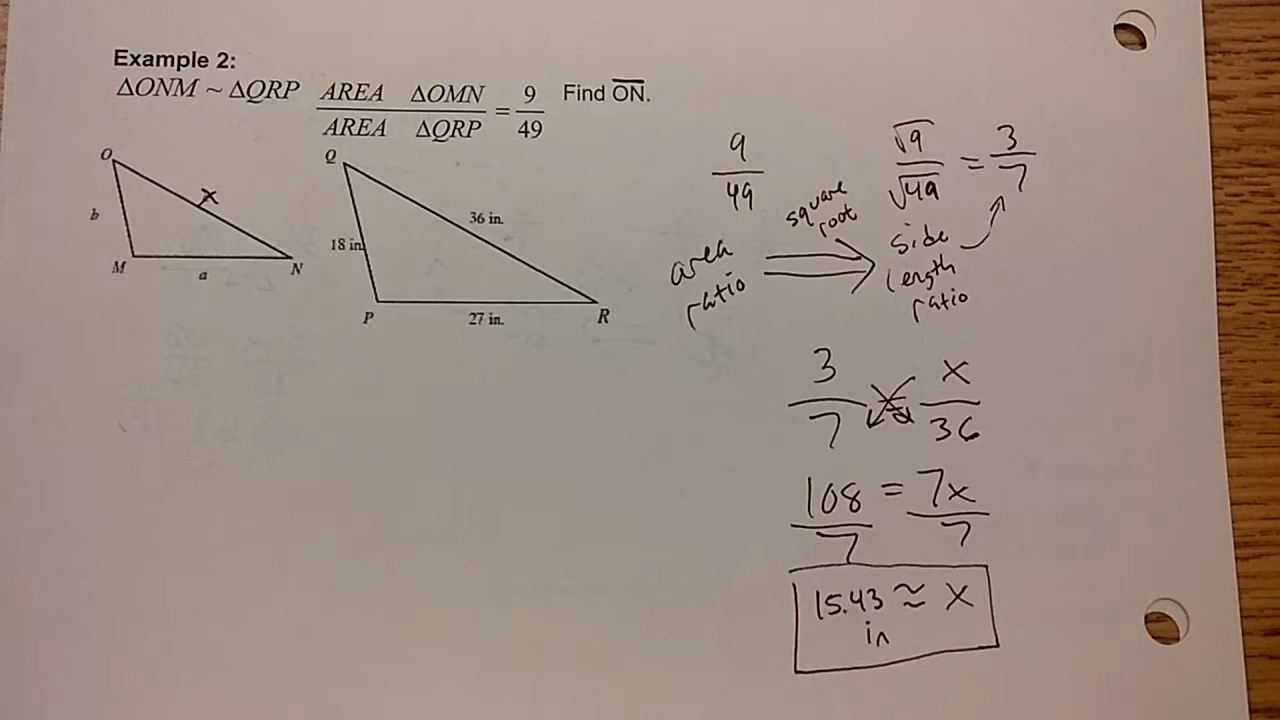 Example 2:
ΔONM ~ ΔQRP AREA ΔOMN / AREA ΔQRP = 9/49 Find ON.
O
x
b
M
a
N
Q
36 in.
18 in.
P
27 in.
R
9/49
area
ratio
square
root
√9/√49 = 3/7
side
length
ratio
3/7 = x/36
108/7 = 7x/7
15.43 ≈ x
in